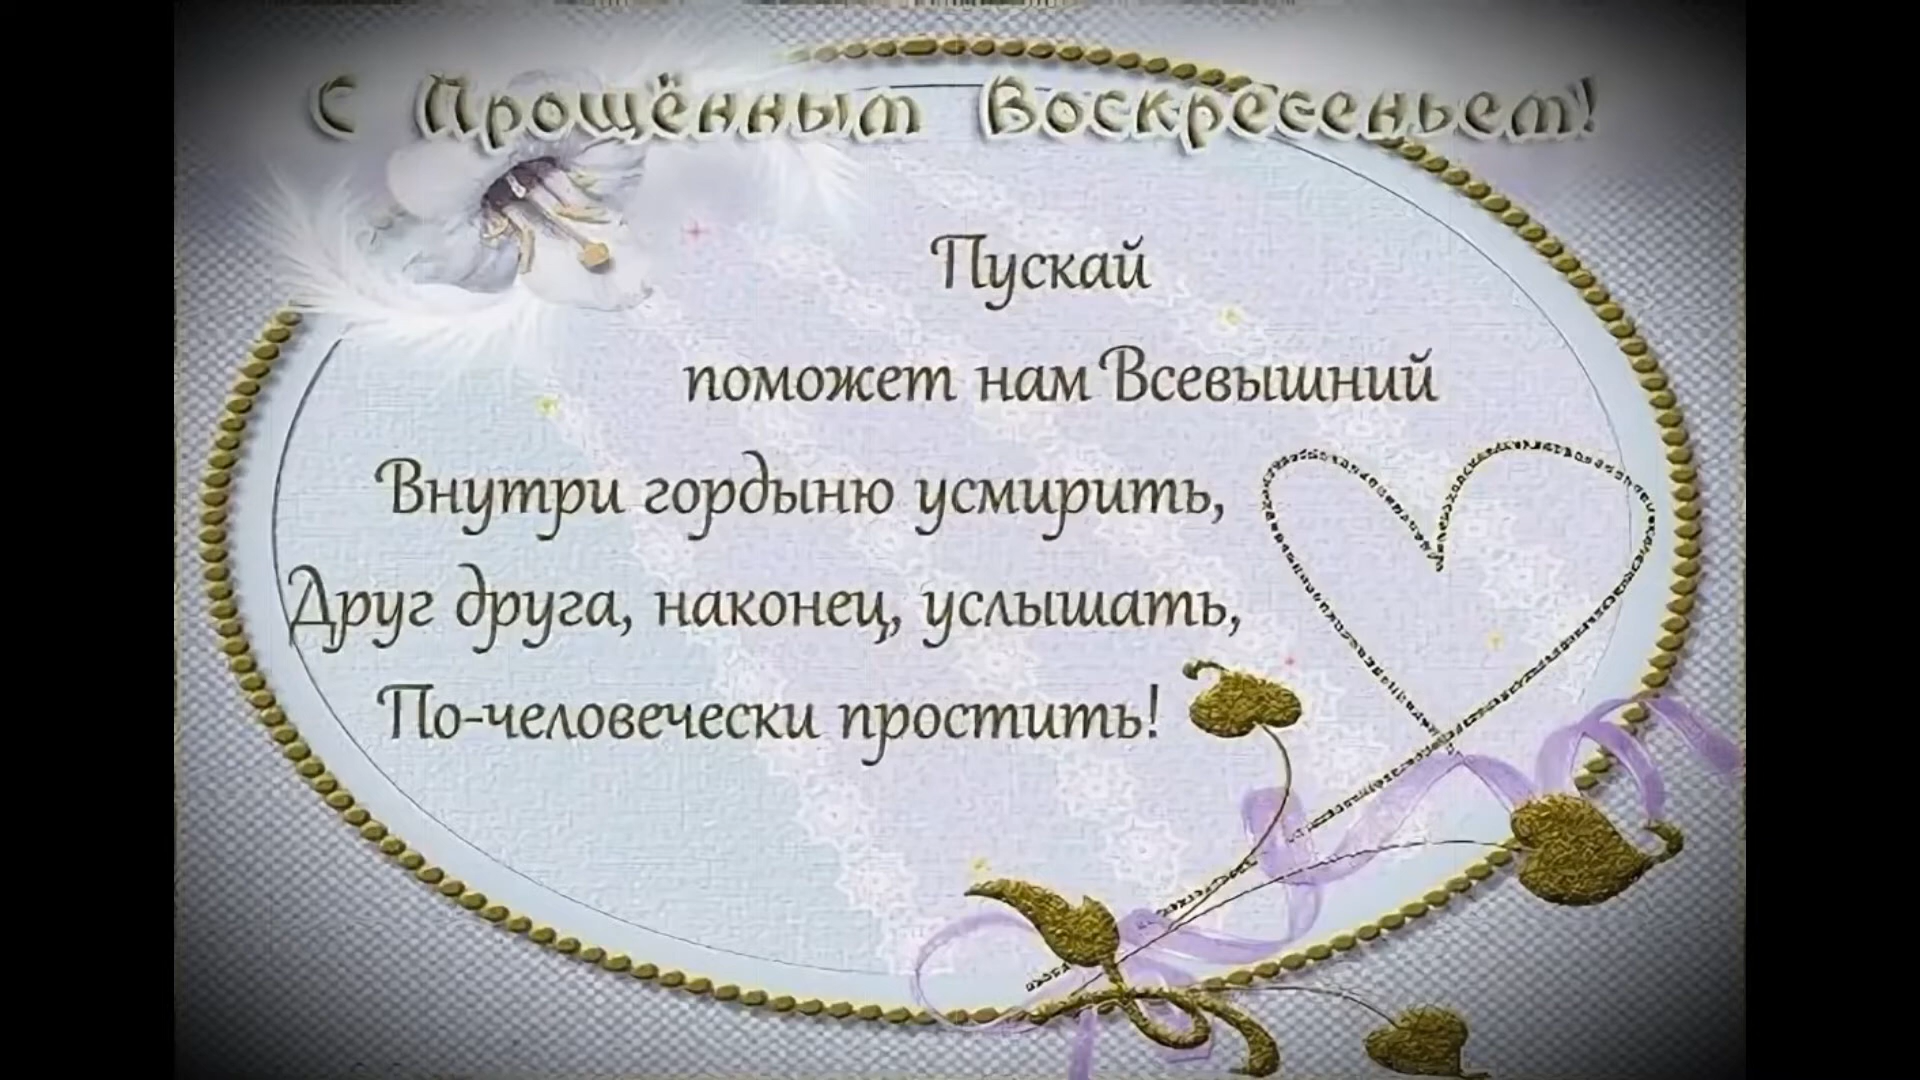 С Прощённым Воскресеньем!
Пускай
поможет нам Всевышний
Внутри гордыню усмирить,
Друг друга, наконец, услышать,
По-человечески простить!